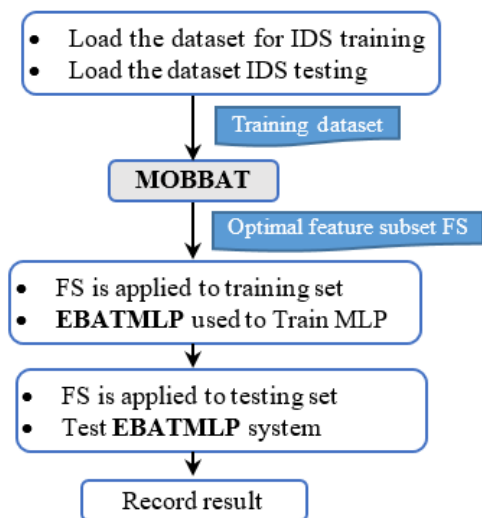 • Load the dataset for IDS training
• Load the dataset IDS testing
Training dataset
MOBBAT
Optimal feature subset FS
• FS is applied to training set
• EBATMLP used to Train MLP
• FS is applied to testing set
• Test EBATMLP system
Record result